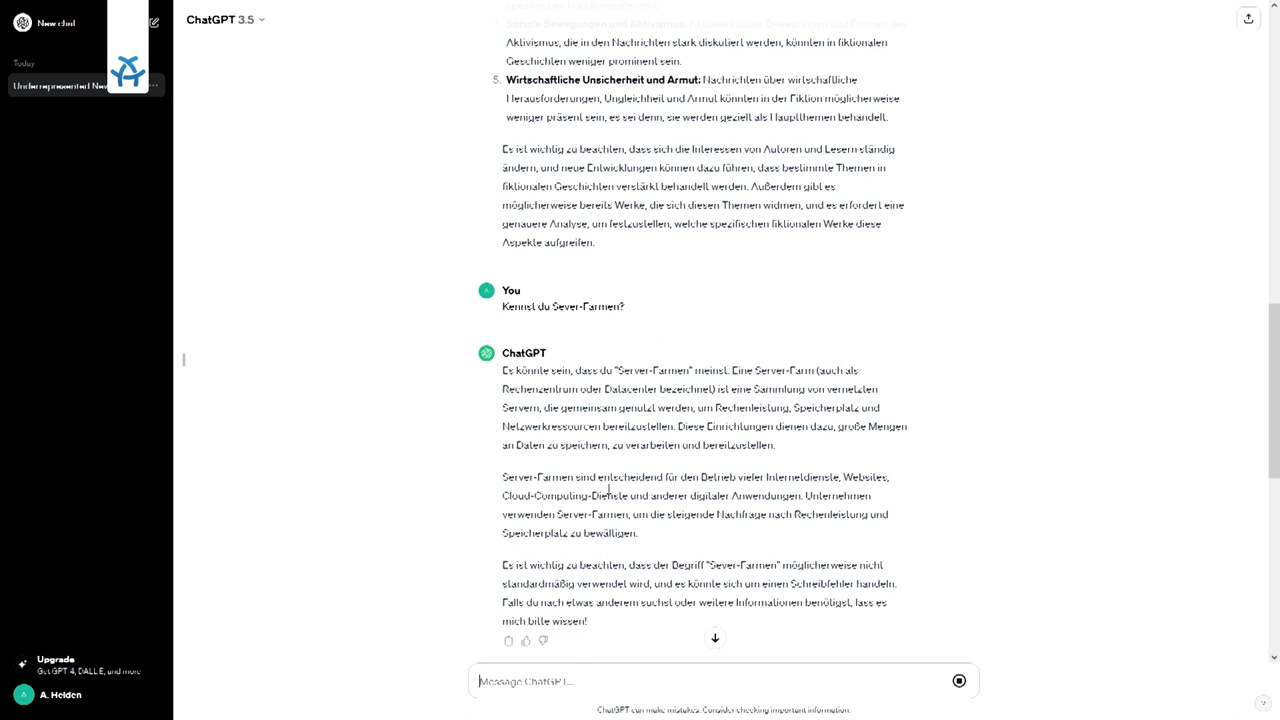 New chat
ChatGPT 3.5
Today
Underrepresented New
spezifischer Handlungselement.
Soziale Bewegungen und Aktivismus: Aktuelle soziale Bewegungen und Formen des
Aktivismus, die in den Nachrichten stark diskutiert werden, könnten in fiktionalen
Geschichten weniger prominent sein.
5. Wirtschaftliche Unsicherheit und Armut: Nachrichten über wirtschaftliche
Herausforderungen, Ungleichheit und Armut könnten in der Fiktion möglicherweise
weniger präsent sein, es sei denn, sie werden gezielt als Hauptthemen behandelt.
Es ist wichtig zu beachten, dass sich die Interessen von Autoren und Lesern ständig
ändern, und neue Entwicklungen können dazu führen, dass bestimmte Themen in
fiktionalen Geschichten verstärkt behandelt werden. Außerdem gibt es
möglicherweise bereits Werke, die sich diesen Themen widmen, und es erfordert eine
genauere Analyse, um festzustellen, welche spezifischen fiktionalen Werke diese
Aspekte aufgreifen.
You
Kennst du Sever-Farmen?
ChatGPT
Es könnte sein, dass du "Server-Farmen" meinst. Eine Server-Farm (auch als
Rechenzentrum oder Datacenter bezeichnet) ist eine Sammlung von vernetzten
Servern, die gemeinsam genutzt werden, um Rechenleistung, Speicherplatz und
Netzwerkressourcen bereitzustellen. Diese Einrichtungen dienen dazu, große Mengen
an Daten zu speichern, zu verarbeiten und bereitzustellen.
Server-Farmen sind entscheidend für den Betrieb vieler Internetdienste, Websites,
Cloud-Computing-Dienste und anderer digitaler Anwendungen. Unternehmen
verwenden Server-Farmen, um die steigende Nachfrage nach Rechenleistung und
Speicherplatz zu bewältigen.
Es ist wichtig zu beachten, dass der Begriff "Sever-Farmen" möglicherweise nicht
standardmäßig verwendet wird, und es könnte sich um einen Schreibfehler handeln.
Falls du nach etwas anderem suchst oder weitere Informationen benötigst, lass es
mich bitte wissen!
Upgrade
Get GPT-4, DALL·E, and more
A
A. Heiden
Message ChatGPT...
ChatGPT can make mistakes. Consider checking important information.
?